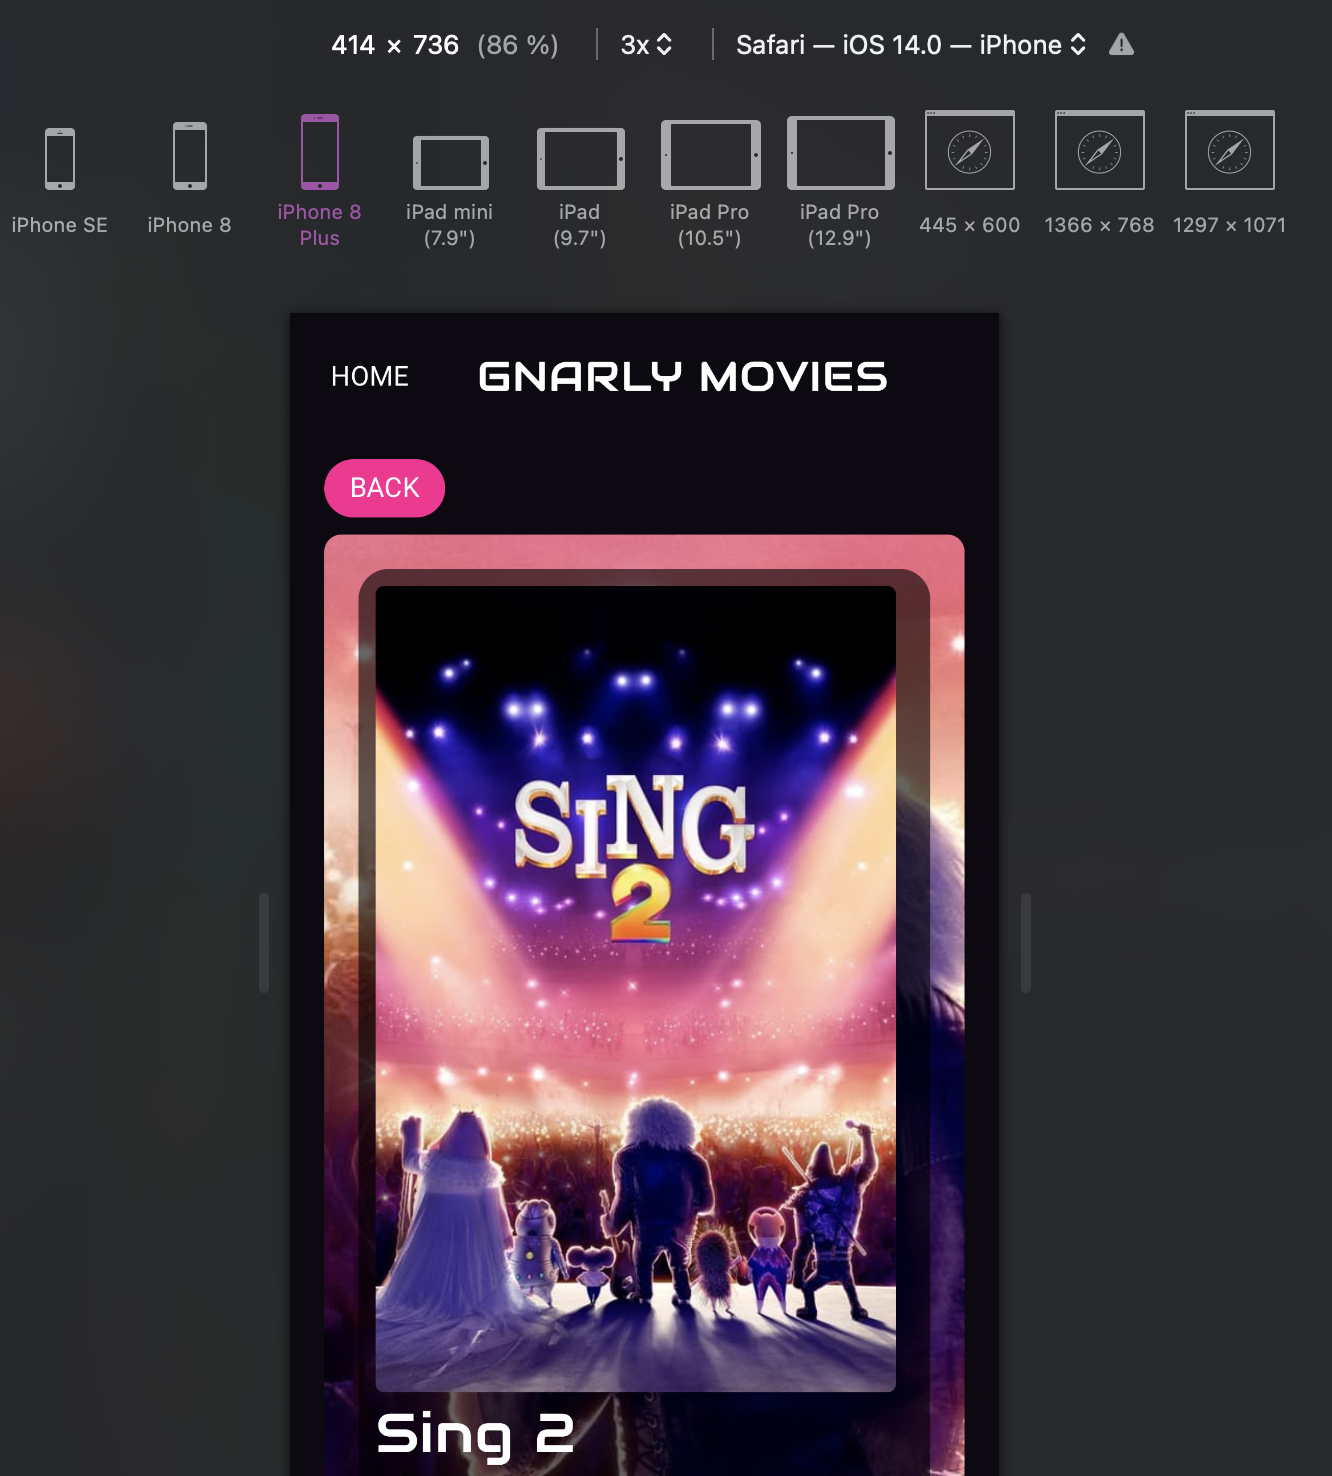 414 × 736 (86 %) 3x Safari — iOS 14.0 — iPhone
iPhone SE
iPhone 8
iPhone 8
Plus
iPad mini
(7.9")
iPad
(9.7")
iPad Pro
(10.5")
iPad Pro
(12.9")
445 × 600
1366 × 768
1297 × 1071
HOME GNARLY MOVIES
BACK
SING
2
Sing 2